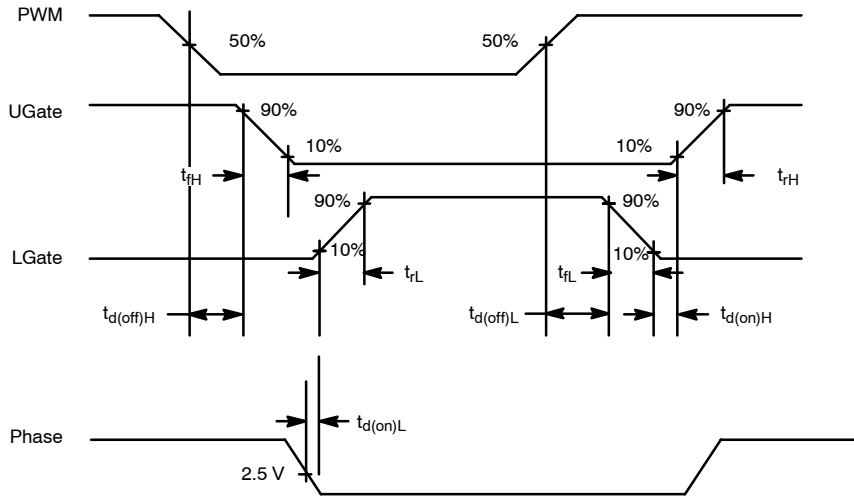 PWM
50%
50%
UGate
90%
90%
10%
10%
tfH
trH
90%
90%
LGate
10%
trL
tfL
10%
td(off)H
td(off)L
td(on)H
td(on)L
Phase
2.5 V